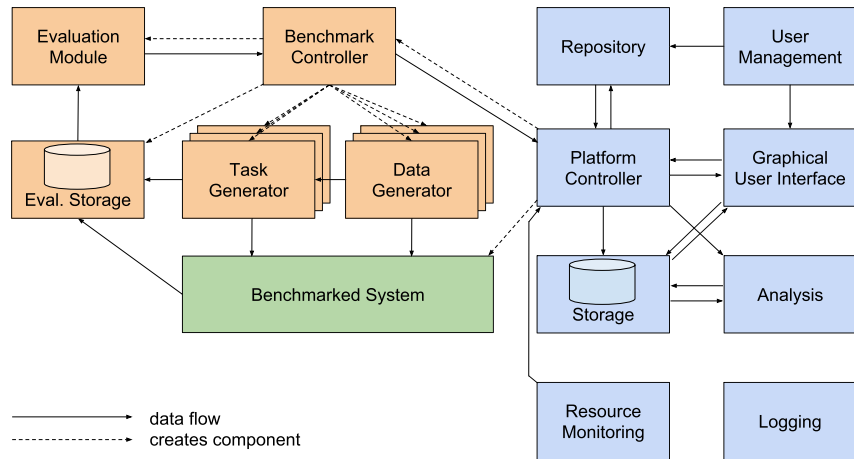 Evaluation
Module
Benchmark
Controller
Repository
User
Management
Eval. Storage
Task
Generator
Data
Generator
Platform
Controller
Graphical
User Interface
Benchmarked System
Storage
Analysis
data flow
creates component
Resource
Monitoring
Logging